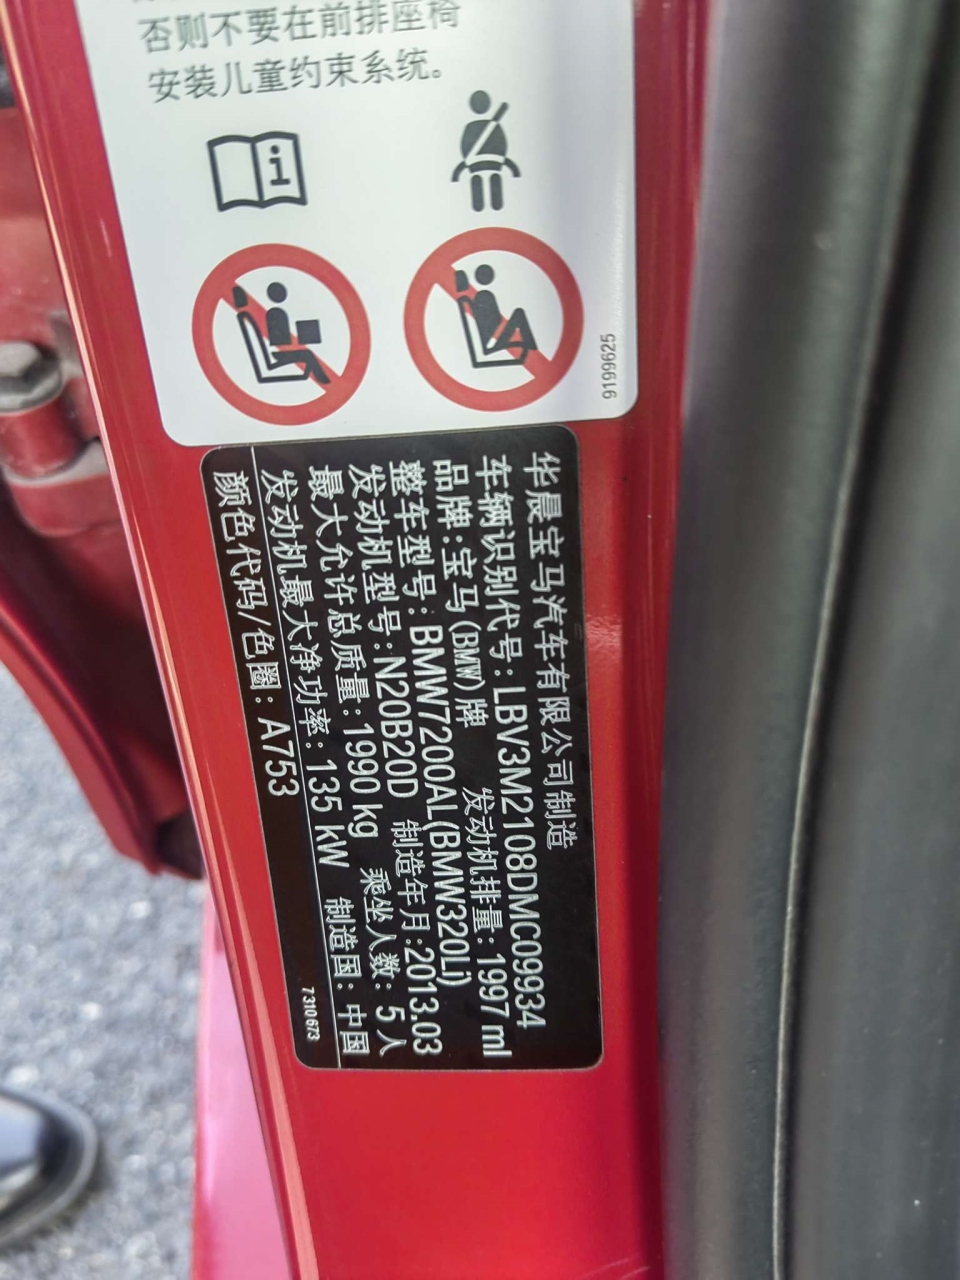 否则不要在前排座椅
安装儿童约束系统。
9199625
华晨宝马汽车有限公司制造
车辆识别代号:LBV3M2108DMC09934
品牌:宝马(BMW)牌 发动机排量:1997ml
整车型号:BMW7200AL(BMW320Li)
发动机型号:N20B20D 制造年月:2013.03
最大允许总质量:1990 kg 乘坐人数:5人
发动机最大净功率:135 kW 制造国:中国
颜色代码/色圈:A753
7310673